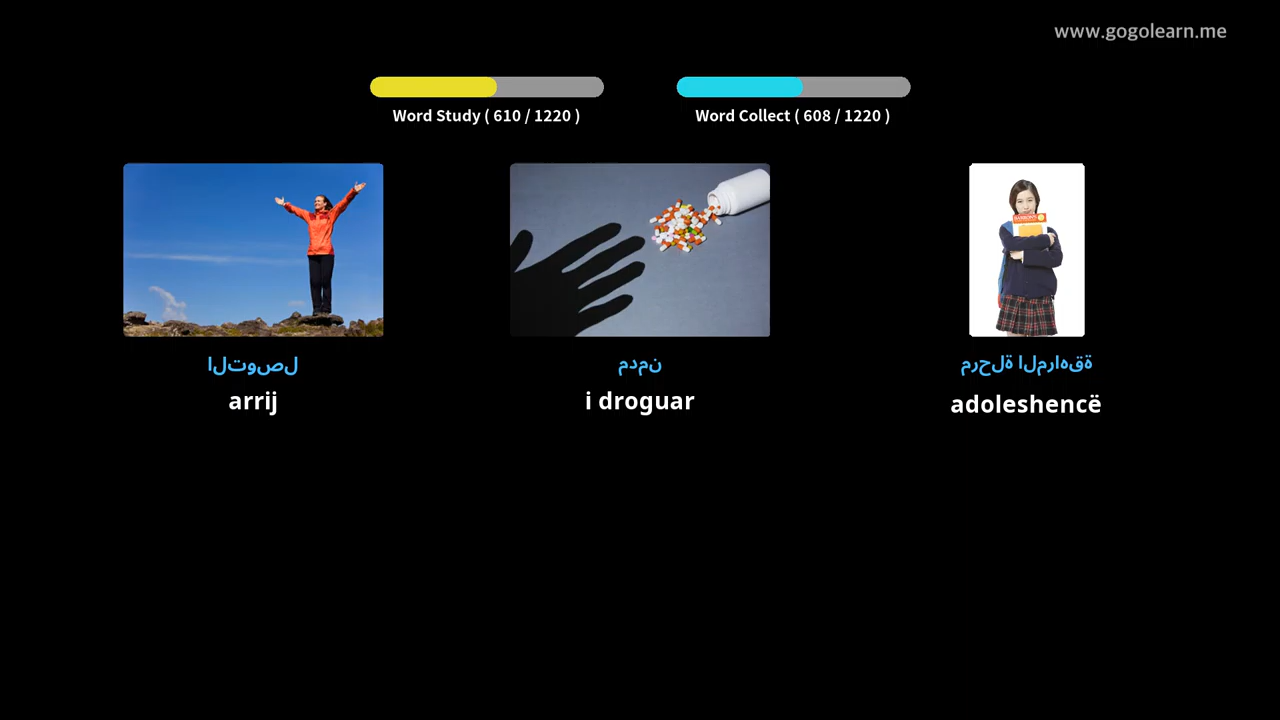 www.gogolearn.me
Word Study ( 610 / 1220 )
Word Collect ( 608 / 1220 )
التوصل
arrij
مدمن
i droguar
مرحلة المراهقة
adoleshencë